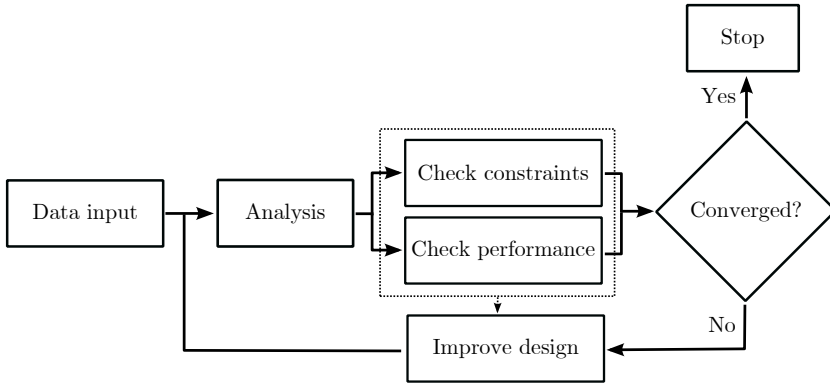 Stop
Yes
Check constraints
Data input
Analysis
Converged?
Check performance
No
Improve design